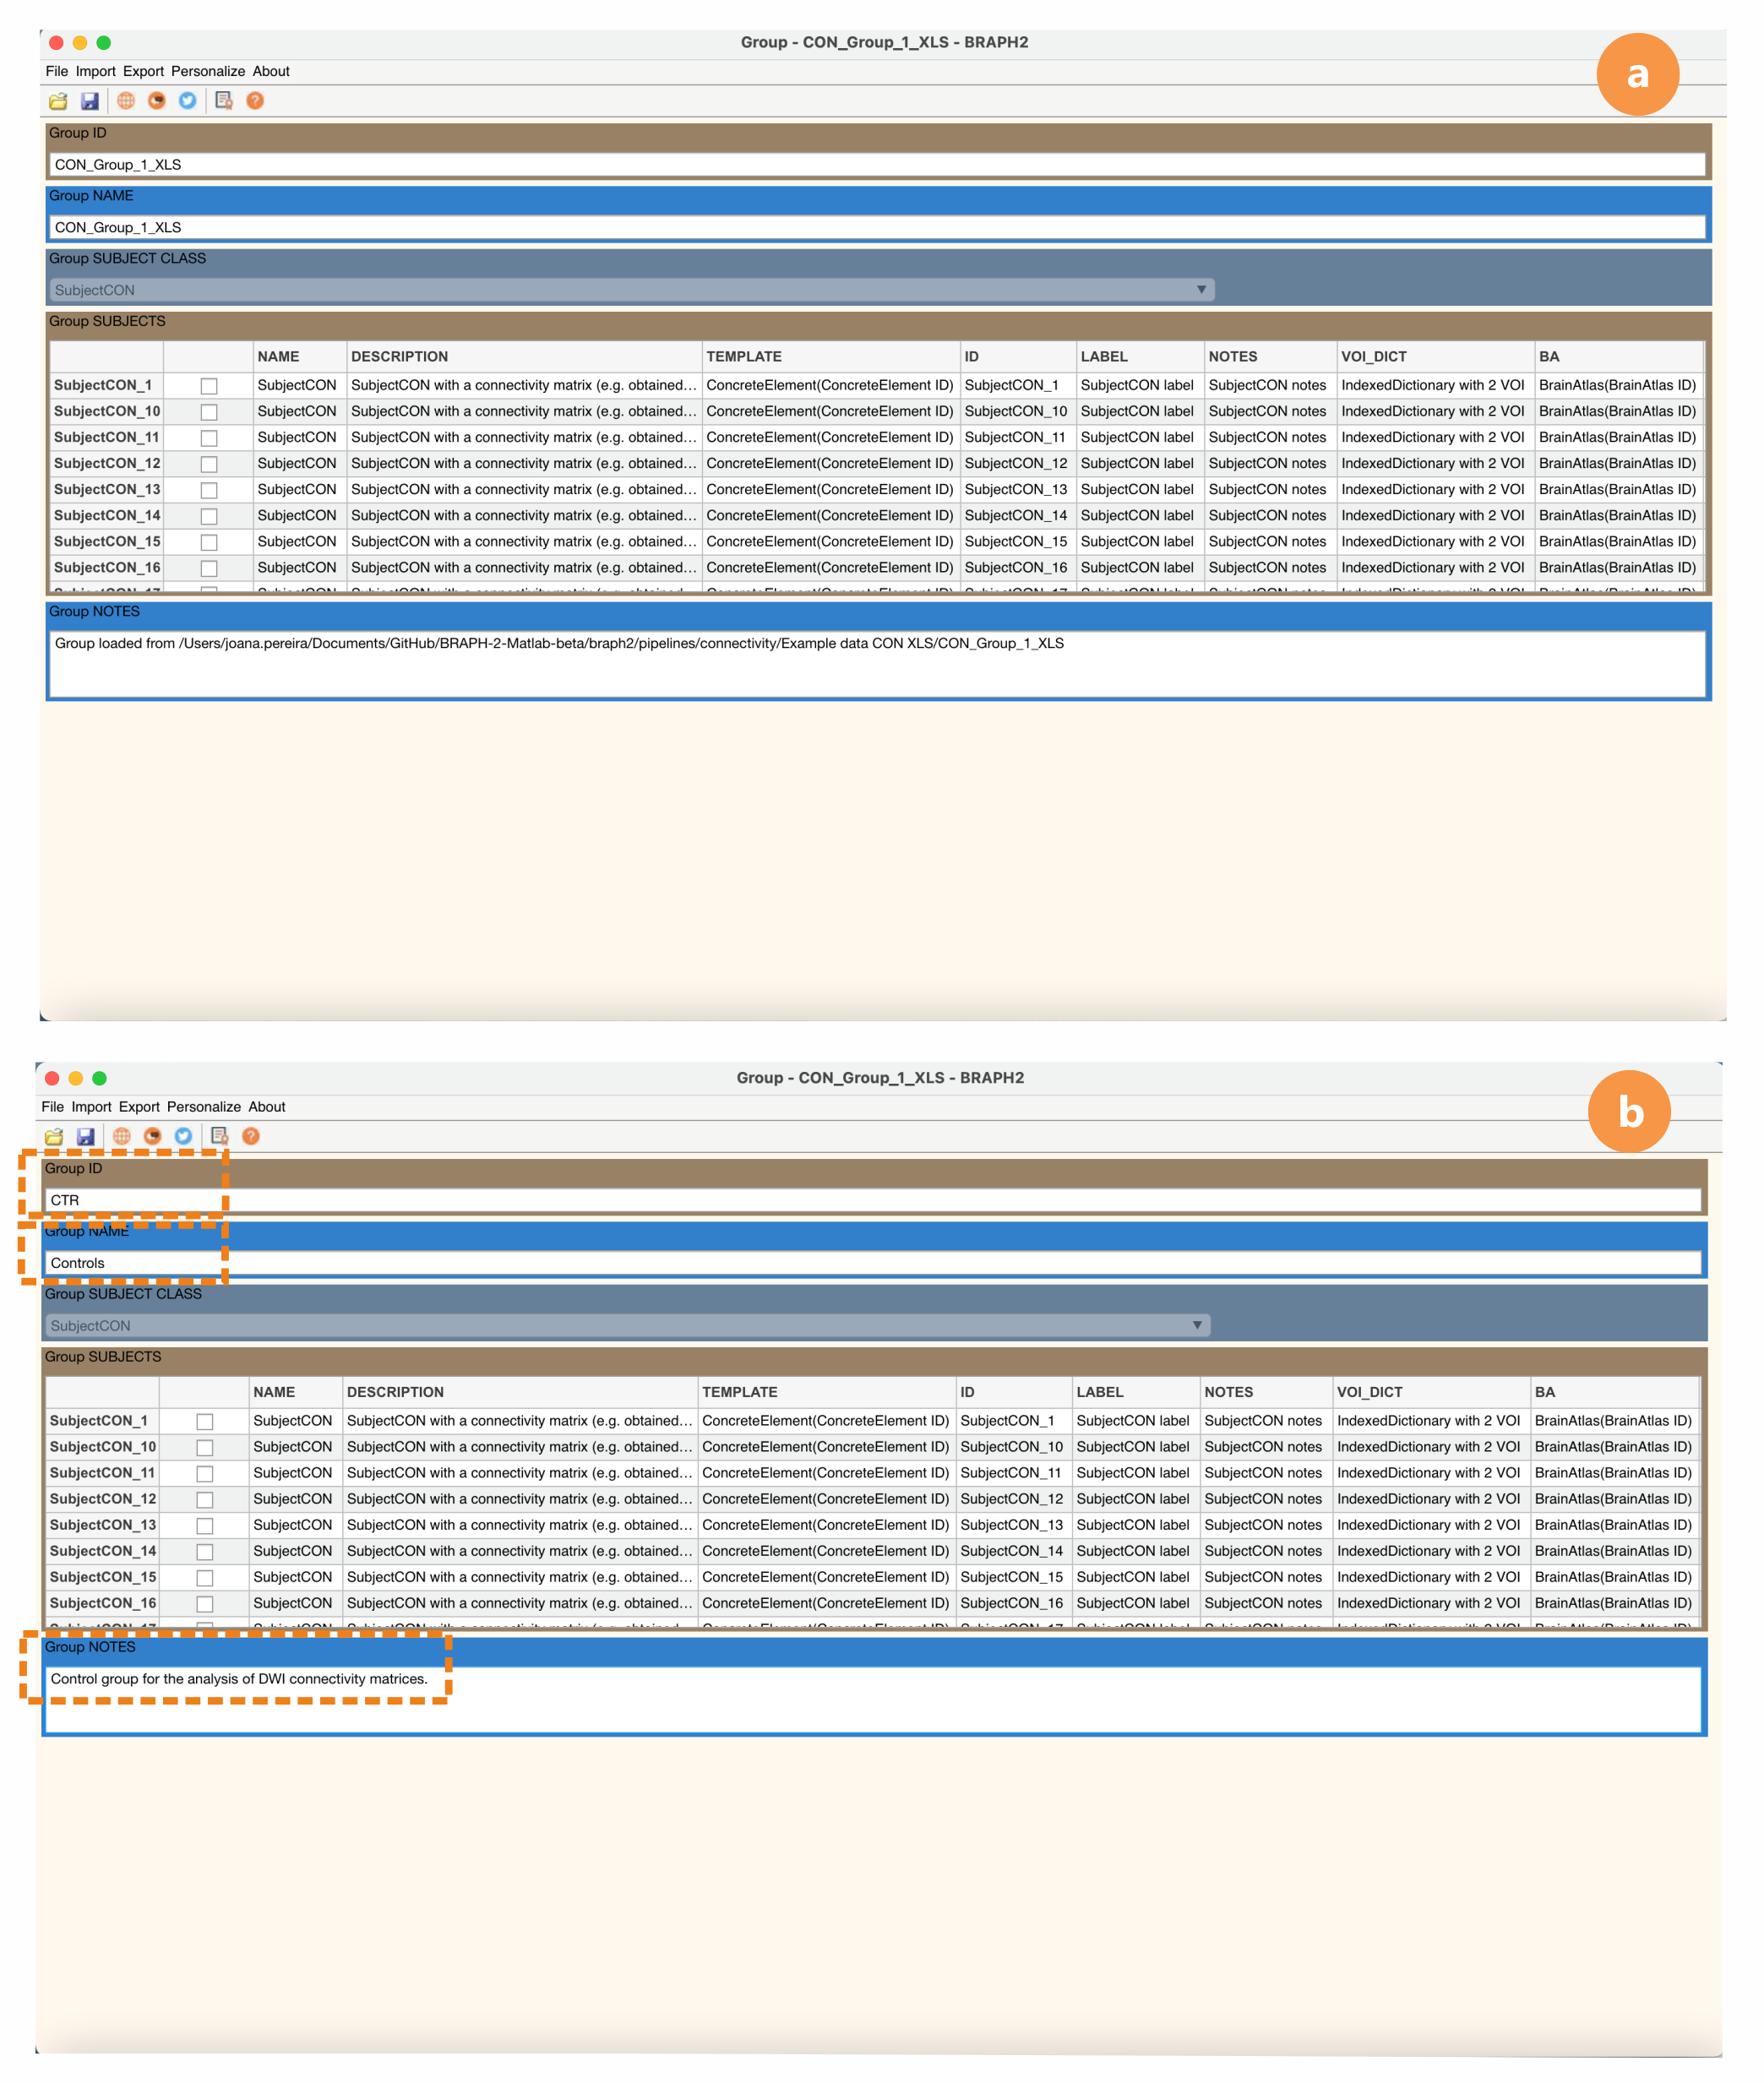 Group - CON_Group_1_XLS - BRAPH2
a
File Import Export Personalize About
Group ID
CON_Group_1_XLS
Group NAME
CON_Group_1_XLS
Group SUBJECT CLASS
SubjectCON
Group SUBJECTS
NAME DESCRIPTION TEMPLATE ID LABEL NOTES VOI_DICT BA
SubjectCON_1 SubjectCON SubjectCON with a connectivity matrix (e.g. obtained... ConcreteElement(ConcreteElement ID) SubjectCON_1 SubjectCON label SubjectCON notes IndexedDictionary with 2 VOI BrainAtlas(BrainAtlas ID)
SubjectCON_10 SubjectCON SubjectCON with a connectivity matrix (e.g. obtained... ConcreteElement(ConcreteElement ID) SubjectCON_10 SubjectCON label SubjectCON notes IndexedDictionary with 2 VOI BrainAtlas(BrainAtlas ID)
SubjectCON_11 SubjectCON SubjectCON with a connectivity matrix (e.g. obtained... ConcreteElement(ConcreteElement ID) SubjectCON_11 SubjectCON label SubjectCON notes IndexedDictionary with 2 VOI BrainAtlas(BrainAtlas ID)
SubjectCON_12 SubjectCON SubjectCON with a connectivity matrix (e.g. obtained... ConcreteElement(ConcreteElement ID) SubjectCON_12 SubjectCON label SubjectCON notes IndexedDictionary with 2 VOI BrainAtlas(BrainAtlas ID)
SubjectCON_13 SubjectCON SubjectCON with a connectivity matrix (e.g. obtained... ConcreteElement(ConcreteElement ID) SubjectCON_13 SubjectCON label SubjectCON notes IndexedDictionary with 2 VOI BrainAtlas(BrainAtlas ID)
SubjectCON_14 SubjectCON SubjectCON with a connectivity matrix (e.g. obtained... ConcreteElement(ConcreteElement ID) SubjectCON_14 SubjectCON label SubjectCON notes IndexedDictionary with 2 VOI BrainAtlas(BrainAtlas ID)
SubjectCON_15 SubjectCON SubjectCON with a connectivity matrix (e.g. obtained... ConcreteElement(ConcreteElement ID) SubjectCON_15 SubjectCON label SubjectCON notes IndexedDictionary with 2 VOI BrainAtlas(BrainAtlas ID)
SubjectCON_16 SubjectCON SubjectCON with a connectivity matrix (e.g. obtained... ConcreteElement(ConcreteElement ID) SubjectCON_16 SubjectCON label SubjectCON notes IndexedDictionary with 2 VOI BrainAtlas(BrainAtlas ID)
Group NOTES
Group loaded from /Users/joana.pereira/Documents/GitHub/BRAPH-2-Matlab-beta/braph2/pipelines/connectivity/Example data CON XLS/CON_Group_1_XLS
Group - CON_Group_1_XLS - BRAPH2
b
File Import Export Personalize About
Group ID
CTR
Group NAME
Controls
Group SUBJECT CLASS
SubjectCON
Group SUBJECTS
NAME DESCRIPTION TEMPLATE ID LABEL NOTES VOI_DICT BA
SubjectCON_1 SubjectCON SubjectCON with a connectivity matrix (e.g. obtained... ConcreteElement(ConcreteElement ID) SubjectCON_1 SubjectCON label SubjectCON notes IndexedDictionary with 2 VOI BrainAtlas(BrainAtlas ID)
SubjectCON_10 SubjectCON SubjectCON with a connectivity matrix (e.g. obtained... ConcreteElement(ConcreteElement ID) SubjectCON_10 SubjectCON label SubjectCON notes IndexedDictionary with 2 VOI BrainAtlas(BrainAtlas ID)
SubjectCON_11 SubjectCON SubjectCON with a connectivity matrix (e.g. obtained... ConcreteElement(ConcreteElement ID) SubjectCON_11 SubjectCON label SubjectCON notes IndexedDictionary with 2 VOI BrainAtlas(BrainAtlas ID)
SubjectCON_12 SubjectCON SubjectCON with a connectivity matrix (e.g. obtained... ConcreteElement(ConcreteElement ID) SubjectCON_12 SubjectCON label SubjectCON notes IndexedDictionary with 2 VOI BrainAtlas(BrainAtlas ID)
SubjectCON_13 SubjectCON SubjectCON with a connectivity matrix (e.g. obtained... ConcreteElement(ConcreteElement ID) SubjectCON_13 SubjectCON label SubjectCON notes IndexedDictionary with 2 VOI BrainAtlas(BrainAtlas ID)
SubjectCON_14 SubjectCON SubjectCON with a connectivity matrix (e.g. obtained... ConcreteElement(ConcreteElement ID) SubjectCON_14 SubjectCON label SubjectCON notes IndexedDictionary with 2 VOI BrainAtlas(BrainAtlas ID)
SubjectCON_15 SubjectCON SubjectCON with a connectivity matrix (e.g. obtained... ConcreteElement(ConcreteElement ID) SubjectCON_15 SubjectCON label SubjectCON notes IndexedDictionary with 2 VOI BrainAtlas(BrainAtlas ID)
SubjectCON_16 SubjectCON SubjectCON with a connectivity matrix (e.g. obtained... ConcreteElement(ConcreteElement ID) SubjectCON_16 SubjectCON label SubjectCON notes IndexedDictionary with 2 VOI BrainAtlas(BrainAtlas ID)
Group NOTES
Control group for the analysis of DWI connectivity matrices.